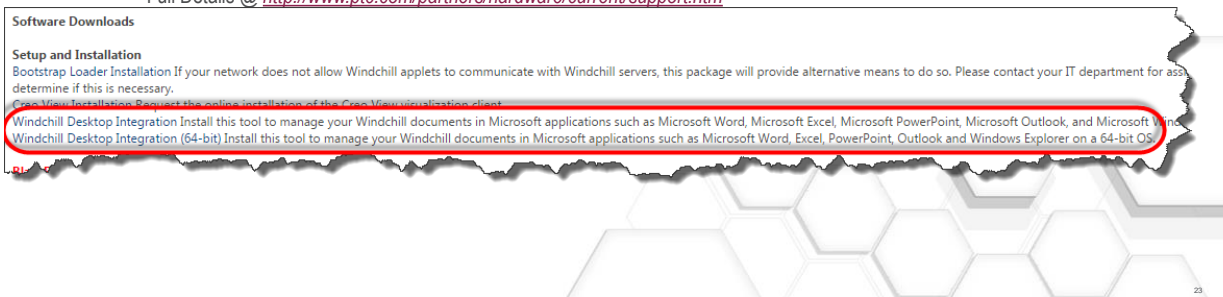 Full Details @ http://www.ptc.com/partners/hardware/current/support.htm
Software Downloads
Setup and Installation
Bootstrap Loader Installation If your network does not allow Windchill applets to communicate with Windchill servers, this package will provide alternative means to do so. Please contact your IT department for
determine if this is necessary.
Creo View Installation Request the online installation of the Creo View visualization client
Windchill Desktop Integration Install this tool to manage your Windchill documents in Microsoft applications such as Microsoft Word, Microsoft Excel, Microsoft PowerPoint, Microsoft Outlook, and Microsoft
Windchill Desktop Integration (64-bit) Install this tool to manage your Windchill documents in Microsoft applications such as Microsoft Word, Excel, PowerPoint, Outlook and Windows Explorer on a 64-bit OS.
23